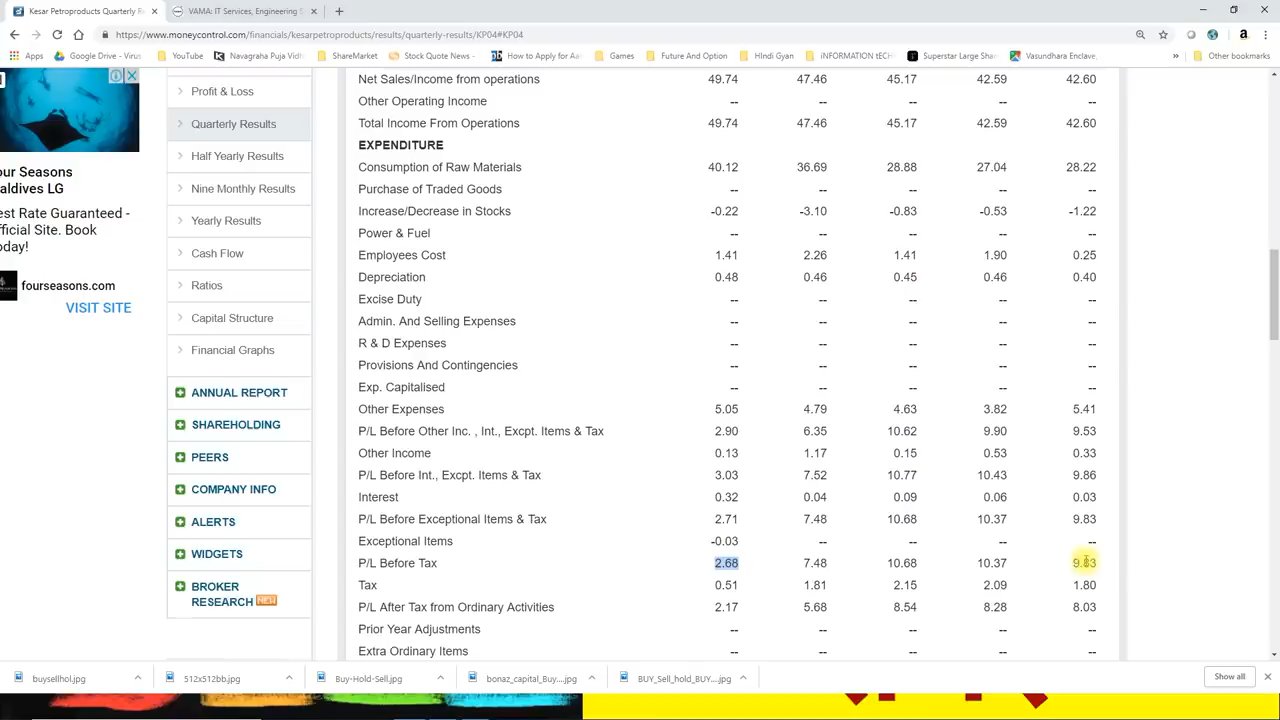 Kesar Petroproducts Quarterly R
VAMA: IT Services, Engineering E
https://www.moneycontrol.com/financials/kesarpetroproducts/results/quarterly-results/KP04#KP04
Apps Google Drive - Virus YouTube Navagraha Puja Vidh ShareMarket Stock Quote News - How to Apply for Aa Games Future And Option HIndi Gyan iNFORMATION tECH Superstar Large Sha Vasundhara Enclave, » Other bookmarks
our Seasons
aldives LG
est Rate Guaranteed -
fficial Site. Book
oday!
fourseasons.com
VISIT SITE
Profit & Loss
Quarterly Results
Half Yearly Results
Nine Monthly Results
Yearly Results
Cash Flow
Ratios
Capital Structure
Financial Graphs
ANNUAL REPORT
SHAREHOLDING
PEERS
COMPANY INFO
ALERTS
WIDGETS
BROKER
RESEARCH NEW
Net Sales/Income from operations 49.74 47.46 45.17 42.59 42.60
Other Operating Income -- -- -- -- --
Total Income From Operations 49.74 47.46 45.17 42.59 42.60
EXPENDITURE
Consumption of Raw Materials 40.12 36.69 28.88 27.04 28.22
Purchase of Traded Goods -- -- -- -- --
Increase/Decrease in Stocks -0.22 -3.10 -0.83 -0.53 -1.22
Power & Fuel -- -- -- -- --
Employees Cost 1.41 2.26 1.41 1.90 0.25
Depreciation 0.48 0.46 0.45 0.46 0.40
Excise Duty -- -- -- -- --
Admin. And Selling Expenses -- -- -- -- --
R & D Expenses -- -- -- -- --
Provisions And Contingencies -- -- -- -- --
Exp. Capitalised -- -- -- -- --
Other Expenses 5.05 4.79 4.63 3.82 5.41
P/L Before Other Inc. , Int., Excpt. Items & Tax 2.90 6.35 10.62 9.90 9.53
Other Income 0.13 1.17 0.15 0.53 0.33
P/L Before Int., Excpt. Items & Tax 3.03 7.52 10.77 10.43 9.86
Interest 0.32 0.04 0.09 0.06 0.03
P/L Before Exceptional Items & Tax 2.71 7.48 10.68 10.37 9.83
Exceptional Items -0.03 -- -- -- --
P/L Before Tax 2.68 7.48 10.68 10.37 9.83
Tax 0.51 1.81 2.15 2.09 1.80
P/L After Tax from Ordinary Activities 2.17 5.68 8.54 8.28 8.03
Prior Year Adjustments -- -- -- -- --
Extra Ordinary Items -- -- -- -- --
buysellhol.jpg 512x512bb.jpg Buy-Hold-Sell.jpg bonaz_capital_Buy....jpg BUY_Sell_hold_BUY....jpg Show all